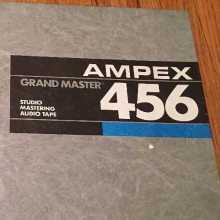 AMPEX
GRAND MASTER®
456
STUDIO
MASTERING
AUDIO TAPE